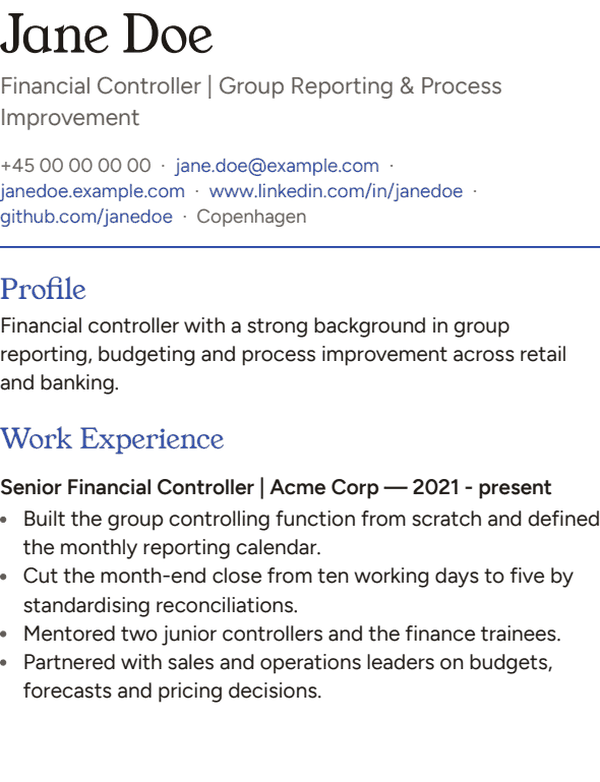 Jane Doe
Financial Controller | Group Reporting & Process
Improvement
+45 00 00 00 00 · jane.doe@example.com ·
janedoe.example.com · www.linkedin.com/in/janedoe ·
github.com/janedoe · Copenhagen
Profile
Financial controller with a strong background in group
reporting, budgeting and process improvement across retail
and banking.
Work Experience
Senior Financial Controller | Acme Corp — 2021 - present
• Built the group controlling function from scratch and defined
the monthly reporting calendar.
• Cut the month-end close from ten working days to five by
standardising reconciliations.
• Mentored two junior controllers and the finance trainees.
• Partnered with sales and operations leaders on budgets,
forecasts and pricing decisions.